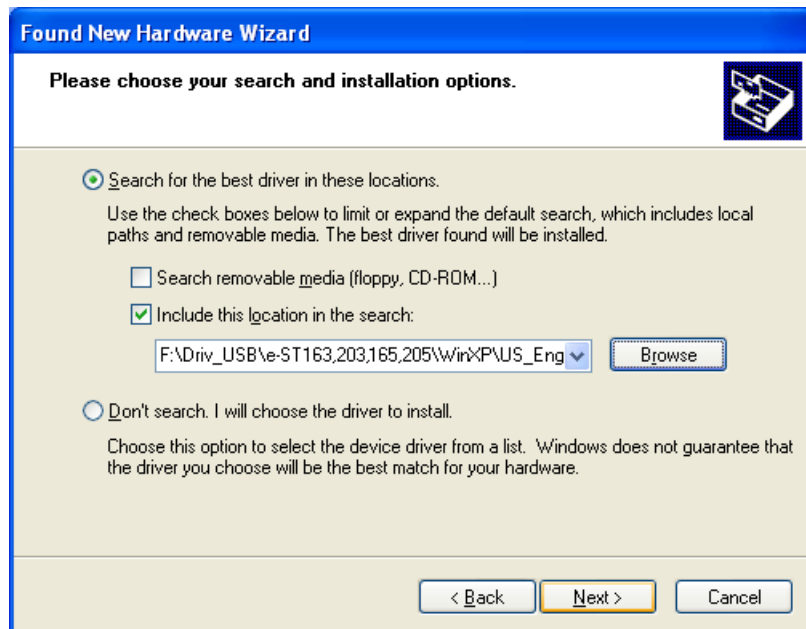 Found New Hardware Wizard
Please choose your search and installation options.
Search for the best driver in these locations.
Use the check boxes below to limit or expand the default search, which includes local
paths and removable media. The best driver found will be installed.
Search removable media (floppy, CD-ROM...)
Include this location in the search:
F:\Driv_USB\e-ST163,203,165,205\WinXP\US_Eng
Browse
Don't search. I will choose the driver to install.
Choose this option to select the device driver from a list. Windows does not guarantee that
the driver you choose will be the best match for your hardware.
< Back
Next >
Cancel